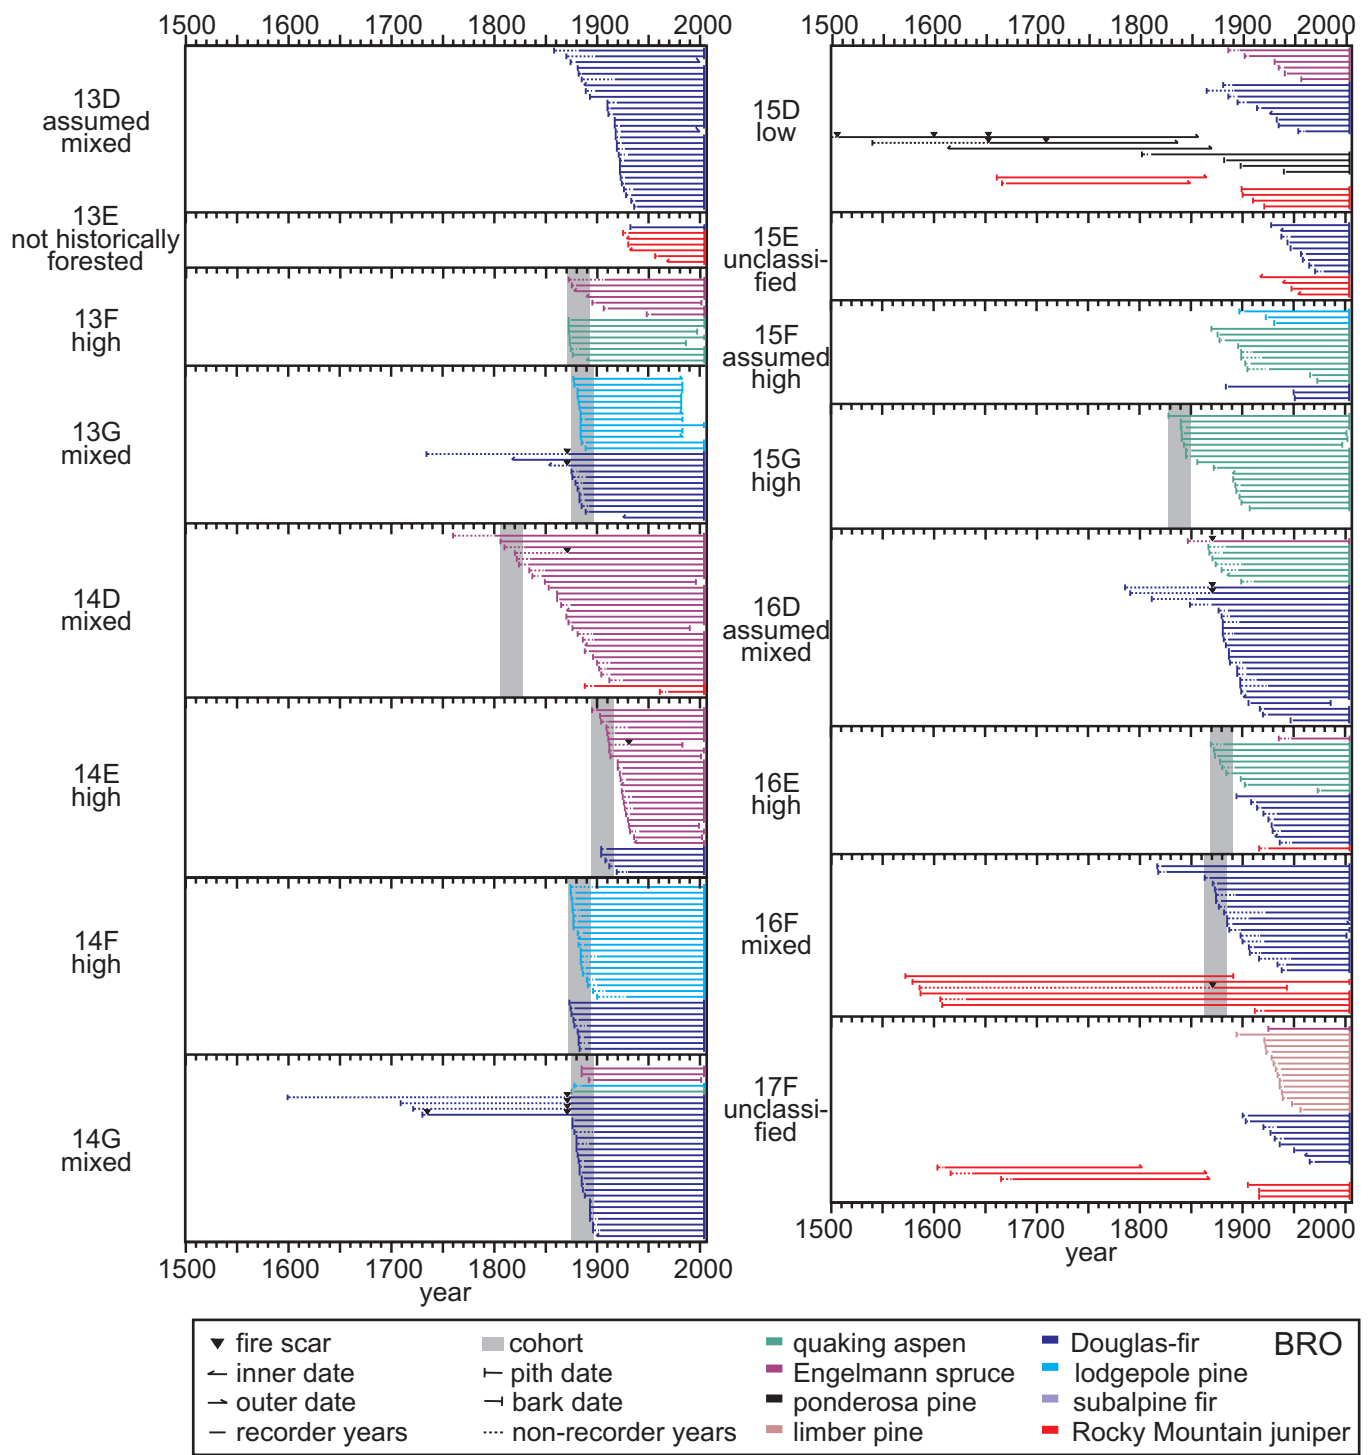 1500 1600 1700 1800 1900 2000
13D
assumed
mixed
13E
not historically
forested
13F
high
13G
mixed
14D
mixed
14E
high
14F
high
14G
mixed
1500 1600 1700 1800 1900 2000
year
1500 1600 1700 1800 1900 2000
15D
low
15E
unclassi-
fied
15F
assumed
high
15G
high
16D
assumed
mixed
16E
high
16F
mixed
17F
unclassi-
fied
1500 1600 1700 1800 1900 2000
year
fire scar
inner date
outer date
recorder years
cohort
pith date
bark date
non-recorder years
quaking aspen
Engelmann spruce
ponderosa pine
limber pine
Douglas-fir
lodgepole pine
subalpine fir
Rocky Mountain juniper
BRO